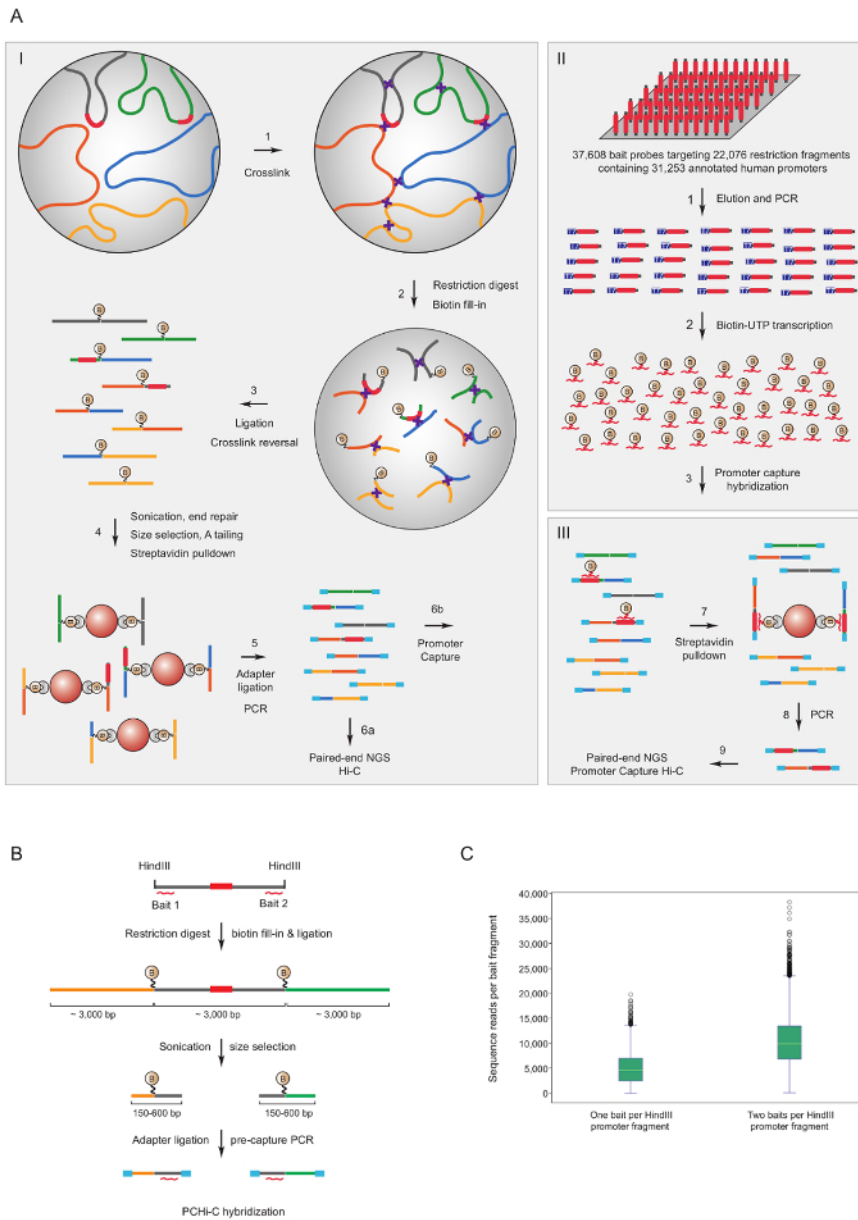 A
I
1
Crosslink
2
Restriction digest
Biotin fill-in
3
Ligation
Crosslink reversal
4
Sonication, end repair
Size selection, A tailing
Streptavidin pulldown
5
Adapter
ligation
PCR
6b
Promoter
Capture
6a
Paired-end NGS
Hi-C
II
37,608 bait probes targeting 22,076 restriction fragments
containing 31,253 annotated human promoters
1
Elution and PCR
2
Biotin-UTP transcription
3
Promoter capture
hybridization
III
7
Streptavidin
pulldown
8
PCR
9
Paired-end NGS
Promoter Capture Hi-C
B
HindIII
HindIII
Bait 1
Bait 2
Restriction digest
biotin fill-in & ligation
B
B
~ 3,000 bp
~ 3,000 bp
~ 3,000 bp
Sonication
size selection
B
B
150-600 bp
150-600 bp
Adapter ligation
pre-capture PCR
PCHi-C hybridization
C
Sequence reads per bait fragment
40,000
35,000
30,000
25,000
20,000
15,000
10,000
5,000
0
One bait per HindIII
promoter fragment
Two baits per HindIII
promoter fragment